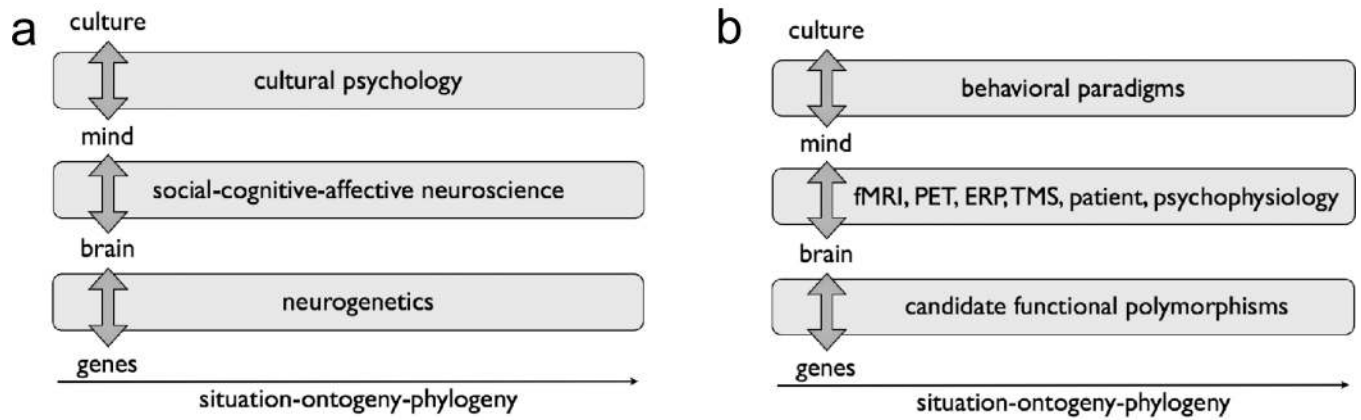 a
culture
cultural psychology
mind
social-cognitive-affective neuroscience
brain
neurogenetics
genes
situation-ontogeny-phylogeny
b
culture
behavioral paradigms
mind
fMRI, PET, ERP, TMS, patient, psychophysiology
brain
candidate functional polymorphisms
genes
situation-ontogeny-phylogeny